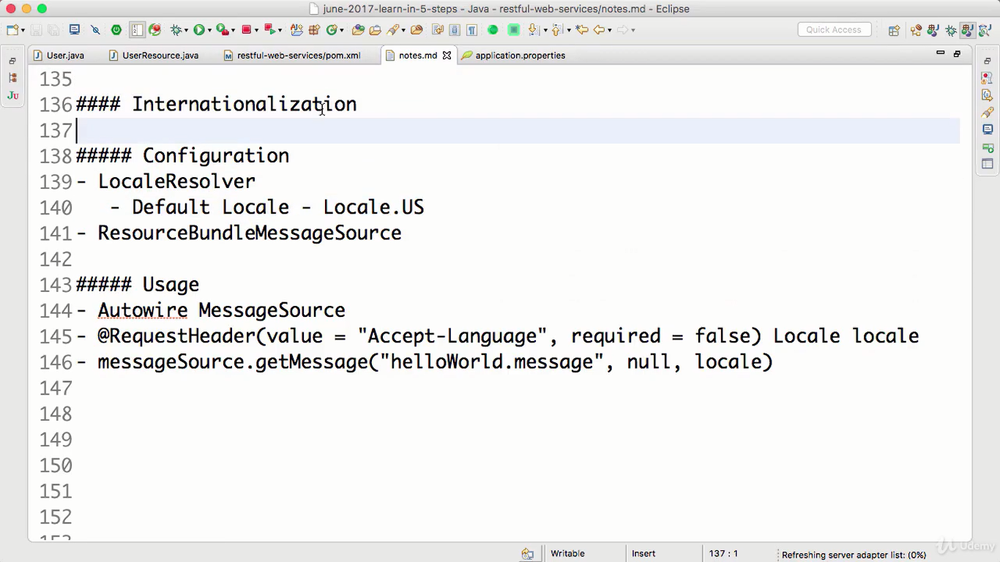 june-2017-learn-in-5-steps - Java - restful-web-services/notes.md - Eclipse
Quick Access
User.java
UserResource.java
restful-web-services/pom.xml
notes.md
application.properties
Ju
135
136 #### Internationalization
137
138 ##### Configuration
139 - LocaleResolver
140 - Default Locale - Locale.US
141 - ResourceBundleMessageSource
142
143 ##### Usage
144 - Autowire MessageSource
145 - @RequestHeader(value = "Accept-Language", required = false) Locale locale
146 - messageSource.getMessage("helloWorld.message", null, locale)
147
148
149
150
151
152
153
Writable
Insert
137 : 1
Refreshing server adapter list: (0%)
Udemy